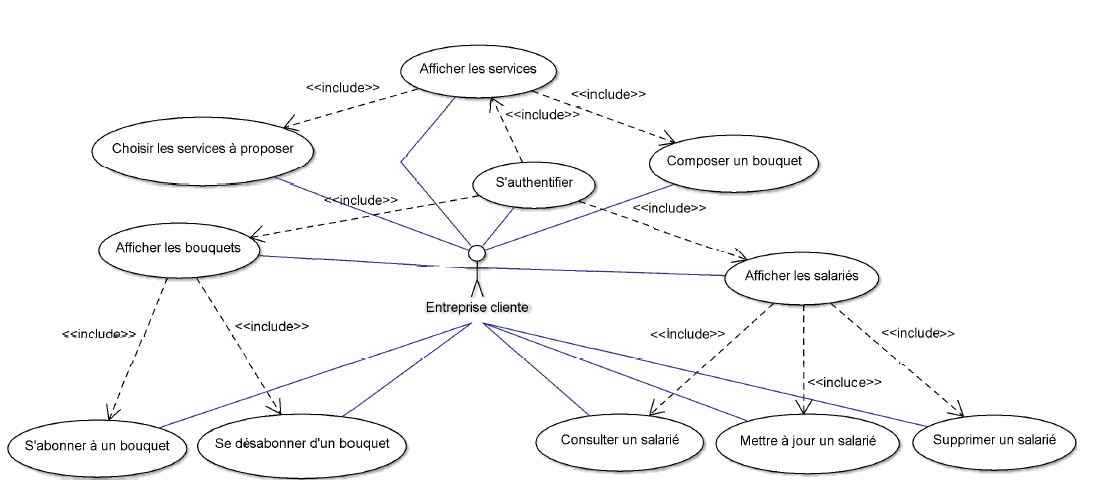 Afficher les services
<<include>>
<<include>>
<<include>>
Choisir les services à proposer
Composer un bouquet
S'authentifier
<<include>>
<<include>>
Afficher les bouquets
Afficher les salariés
Entreprise cliente
<<include>>
<<include>>
<<include>>
<<include>>
<<incluce>>
S'abonner à un bouquet
Se désabonner d'un bouquet
Consulter un salarié
Mettre à jour un salarié
Supprimer un salarié